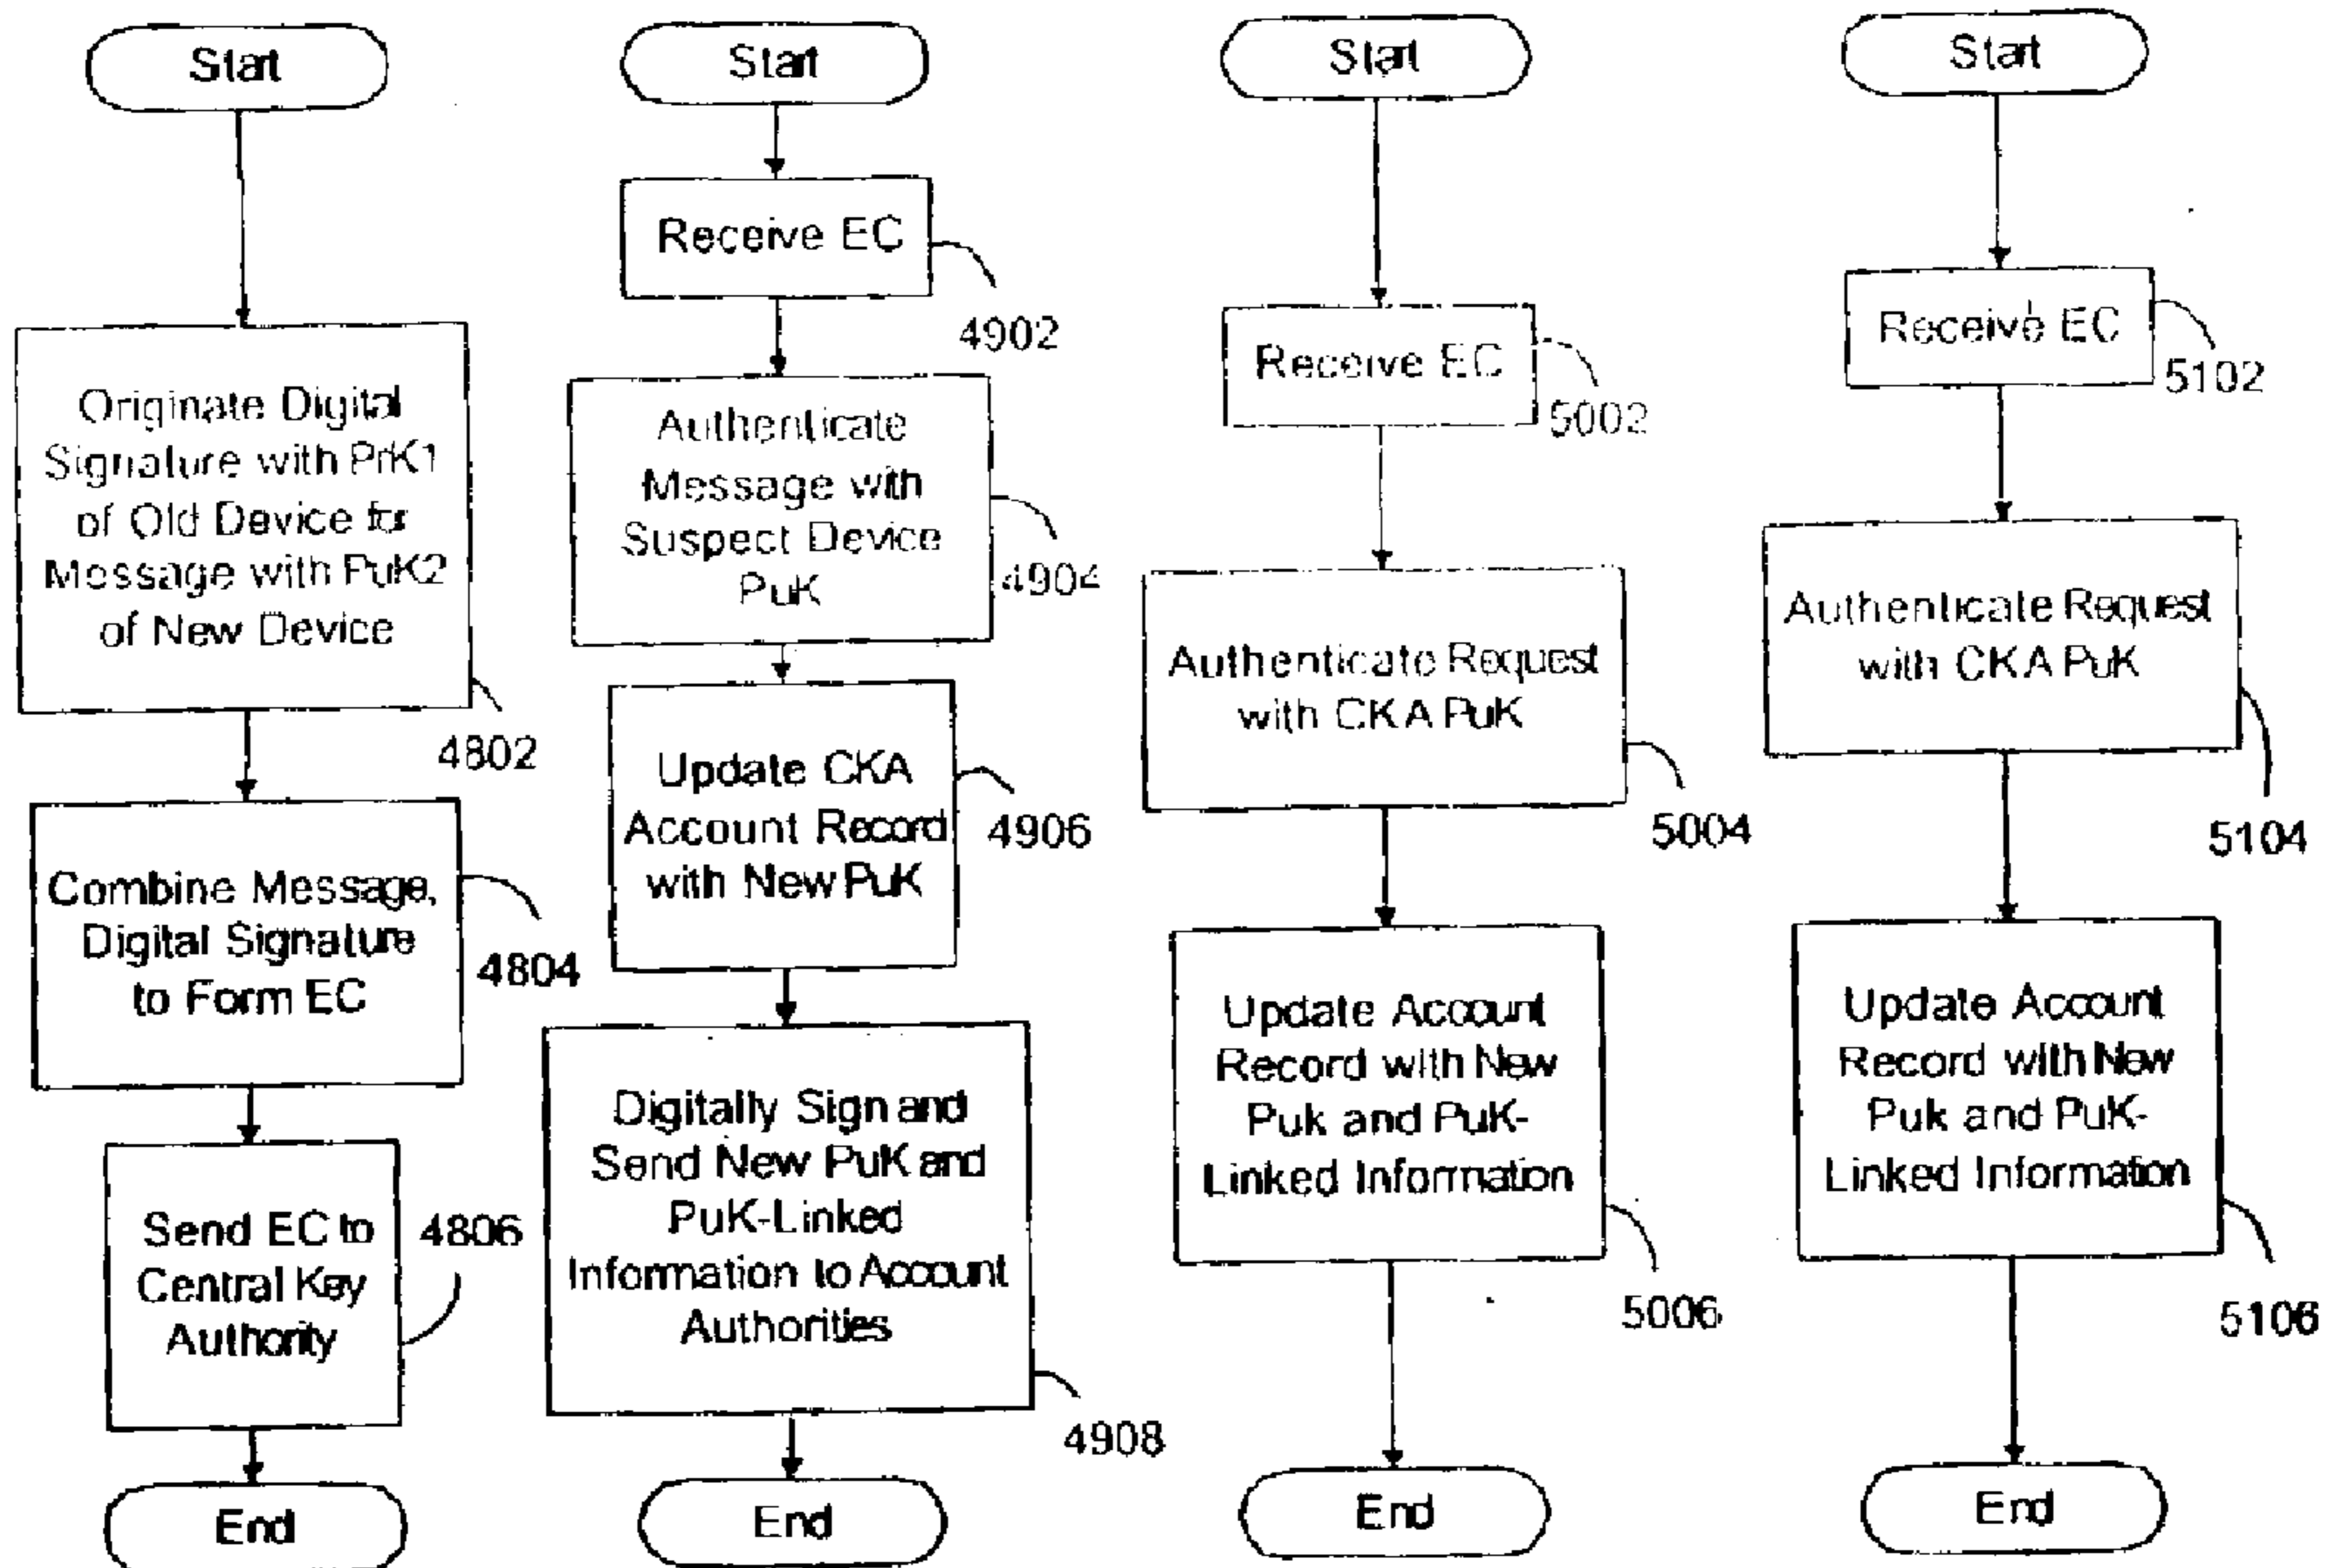 Start
Originate Digital
Signature with PrK1
of Old Device for
Message with PuK2
of New Device
4802
Combine Message,
Digital Signature
to Form EC
4804
Send EC to
Central Key
Authority
4806
End
Start
Receive EC
4902
Authenticate
Message with
Suspect Device
PuK
4904
Update CKA
Account Record
with New PuK
4906
Digitally Sign and
Send New PuK and
PuK-Linked
Information to Account
Authorities
4908
End
Start
Receive EC
5002
Authenticate Request
with CKA PuK
5004
Update Account
Record with New
Puk and PuK-
Linked Information
5006
End
Start
Receive EC
5102
Authenticate Request
with CKA PuK
5104
Update Account
Record with New
Puk and PuK-
Linked Information
5106
End